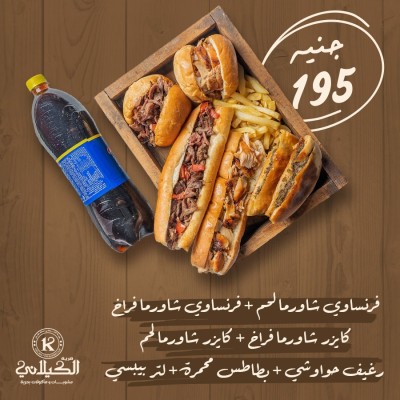 جنيه
195
فرنساوي شاورما لحم + فرنساوي شاورما فراخ
كايزر شاورما فراخ + كايزر شاورما لحم
رغيف حواوشي + بطاطس محمرة + لتر بيبسي
K
قرية
الكيلاني